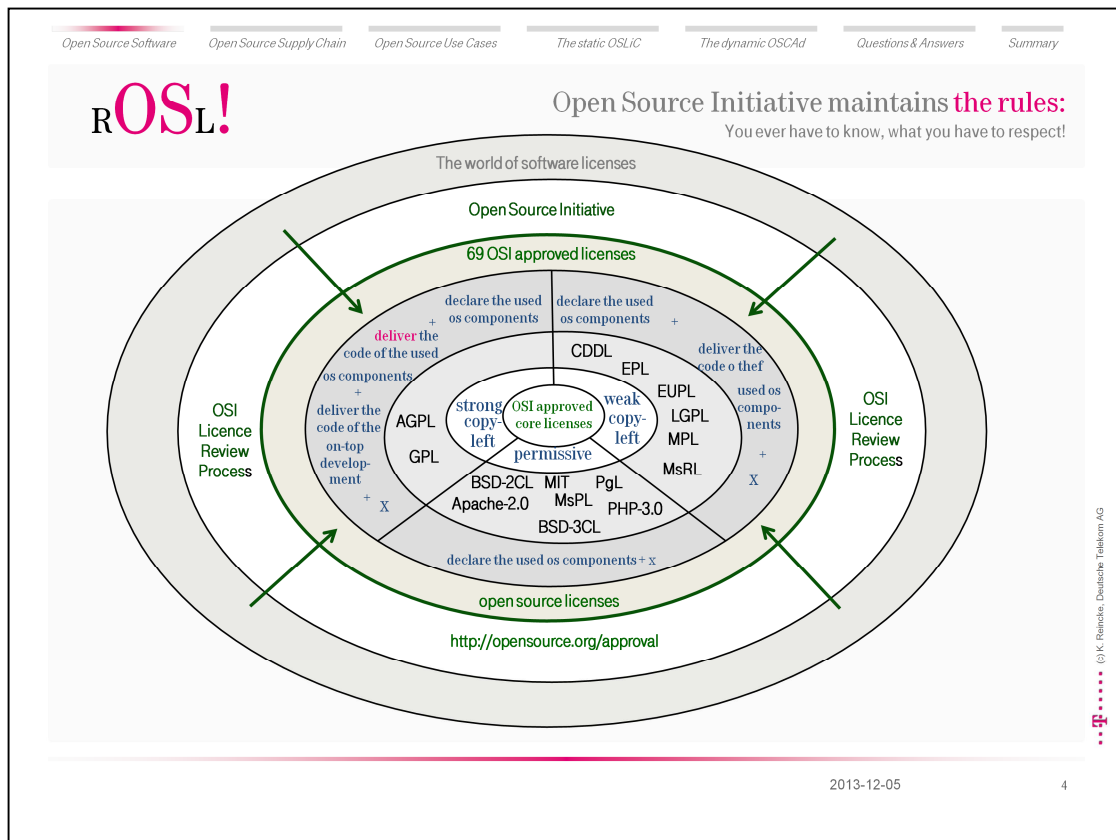 Open Source Software
Open Source Supply Chain
Open Source Use Cases
The static OSLiC
The dynamic OSCAd
Questions & Answers
Summary
ROSL!
Open Source Initiative maintains the rules:
You ever have to know, what you have to respect!
The world of software licenses
Open Source Initiative
69 OSI approved licenses
declare the used
os components
+
deliver the
code of the used
os components
+
deliver the
code of the
on-top
develop-
ment
+
X
declare the used
os components
+
deliver the
code o thef
used os
compo-
nents
+
X
CDDL
EPL
EUPL
LGPL
MPL
MsRL
AGPL
GPL
strong
copy-
left
OSI approved
core licenses
weak
copy-
left
permissive
BSD-2CL
MIT
PgL
Apache-2.0
MsPL
PHP-3.0
BSD-3CL
declare the used os components + x
OSI
Licence
Review
Process
OSI
Licence
Review
Process
open source licenses
http://opensource.org/approval
(c) K. Reincke, Deutsche Telekom AG
T
2013-12-05
4